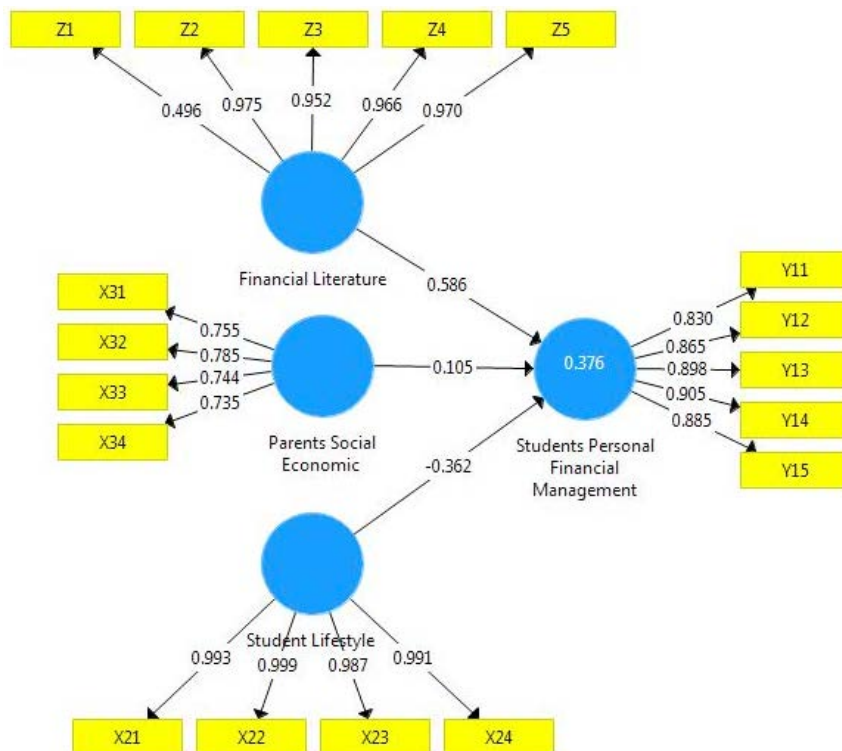 Z1 Z2 Z3 Z4 Z5
0.496 0.975 0.952 0.966 0.970
Financial Literature
0.586
X31
X32
X33
X34
0.755
0.785
0.744
0.735
Parents Social
Economic
0.105
0.376
Students Personal
Financial
Management
0.830
0.865
0.898
0.905
0.885
Y11
Y12
Y13
Y14
Y15
-0.362
Student Lifestyle
0.993 0.999 0.987 0.991
X21 X22 X23 X24